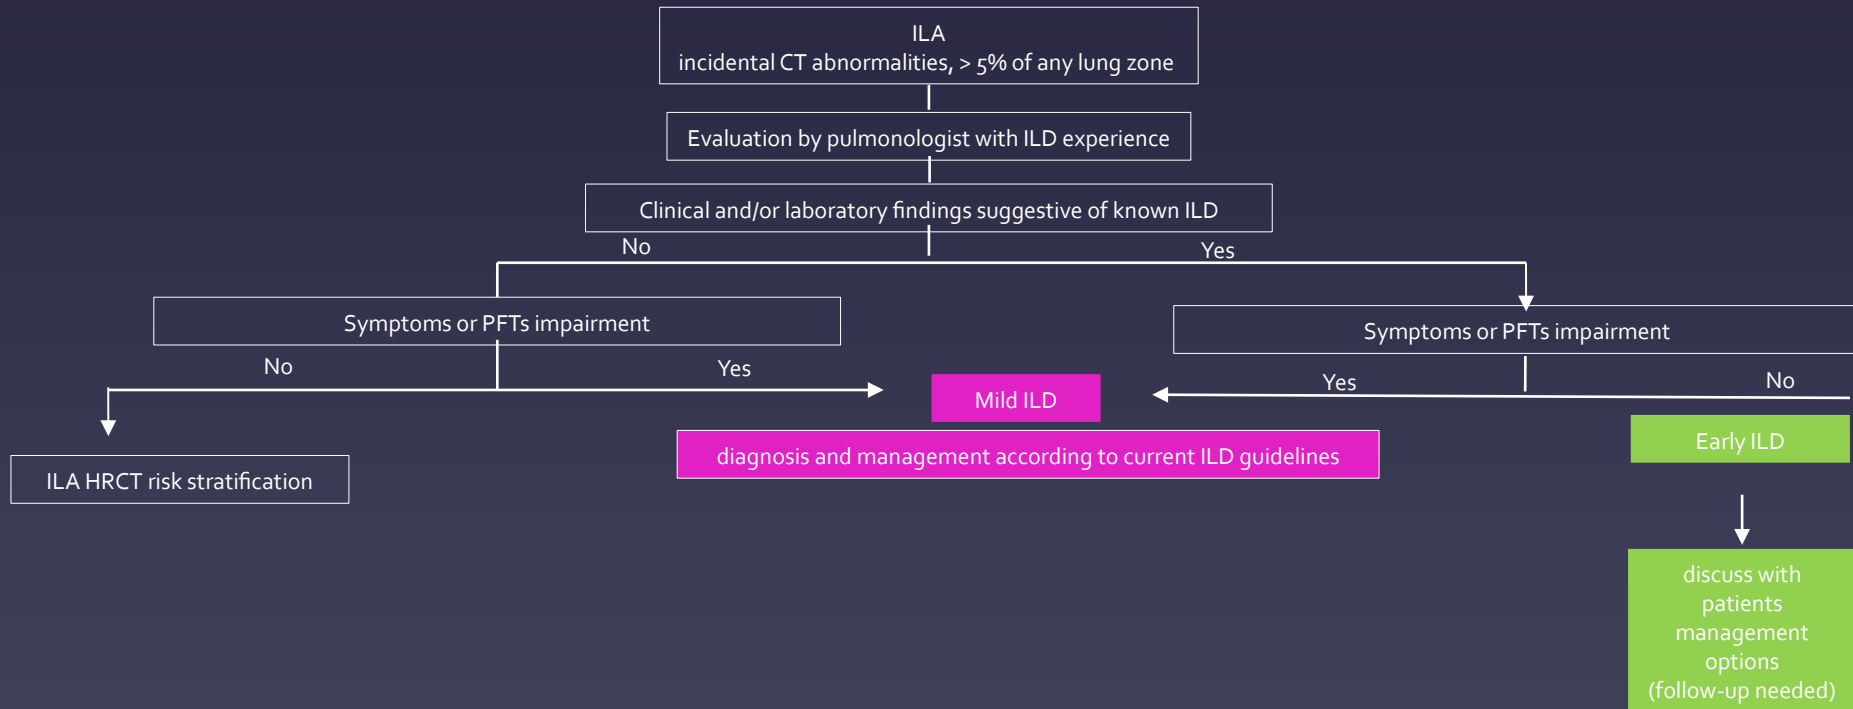 ILA
incidental CT abnormalities, > 5% of any lung zone
Evaluation by pulmonologist with ILD experience
Clinical and/or laboratory findings suggestive of known ILD
No
Yes
Symptoms or PFTs impairment
Symptoms or PFTs impairment
No
Yes
Yes
No
Mild ILD
diagnosis and management according to current ILD guidelines
Early ILD
ILA HRCT risk stratification
discuss with
patients
management
options
(follow-up needed)